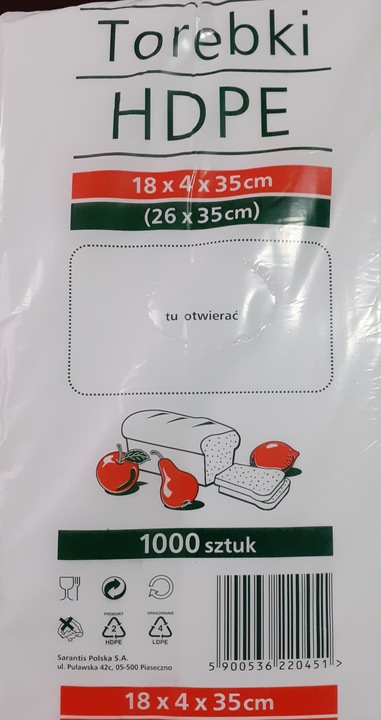 Torebki
HDPE
18 x 4 x 35cm
(26 x 35cm)
tu otwierać
1000 sztuk
PRODUKT
OPAKOWANIE
2
4
HDPE
LDPE
Sarantis Polska S.A.
ul. Puławska 42c, 05-500 Piaseczno
5 900536 220451 >
18 x 4 x 35cm